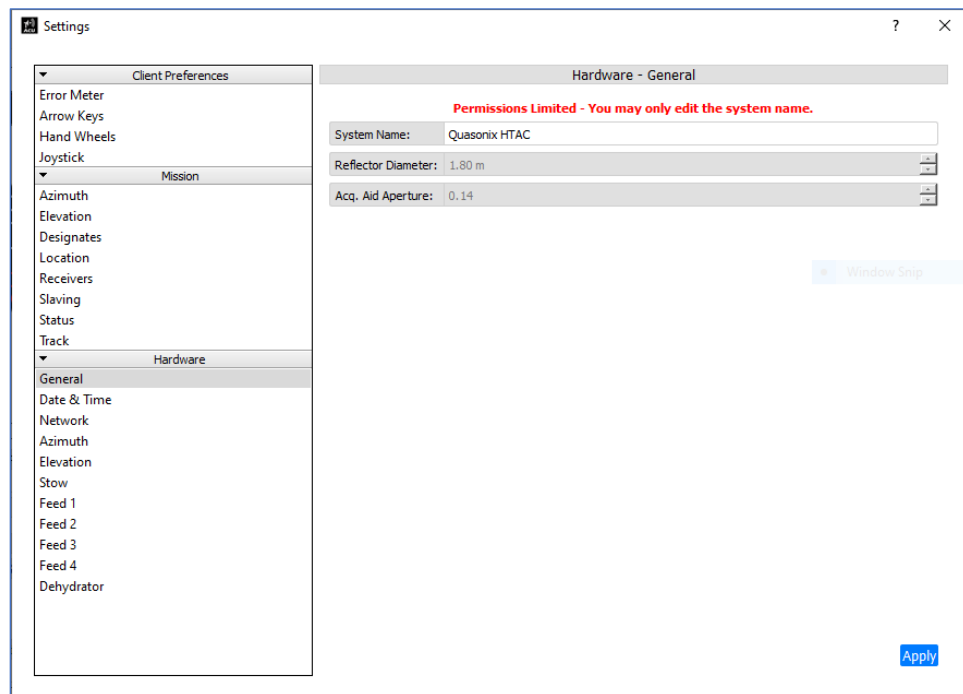 Settings
?
Client Preferences
Error Meter
Arrow Keys
Hand Wheels
Joystick
Mission
Azimuth
Elevation
Designates
Location
Receivers
Slaving
Status
Track
Hardware
General
Date & Time
Network
Azimuth
Elevation
Stow
Feed 1
Feed 2
Feed 3
Feed 4
Dehydrator
Hardware - General
Permissions Limited - You may only edit the system name.
System Name: Quasonix HTAC
Reflector Diameter: 1.80 m
Acq. Aid Aperture: 0.14
Window Snip
Apply